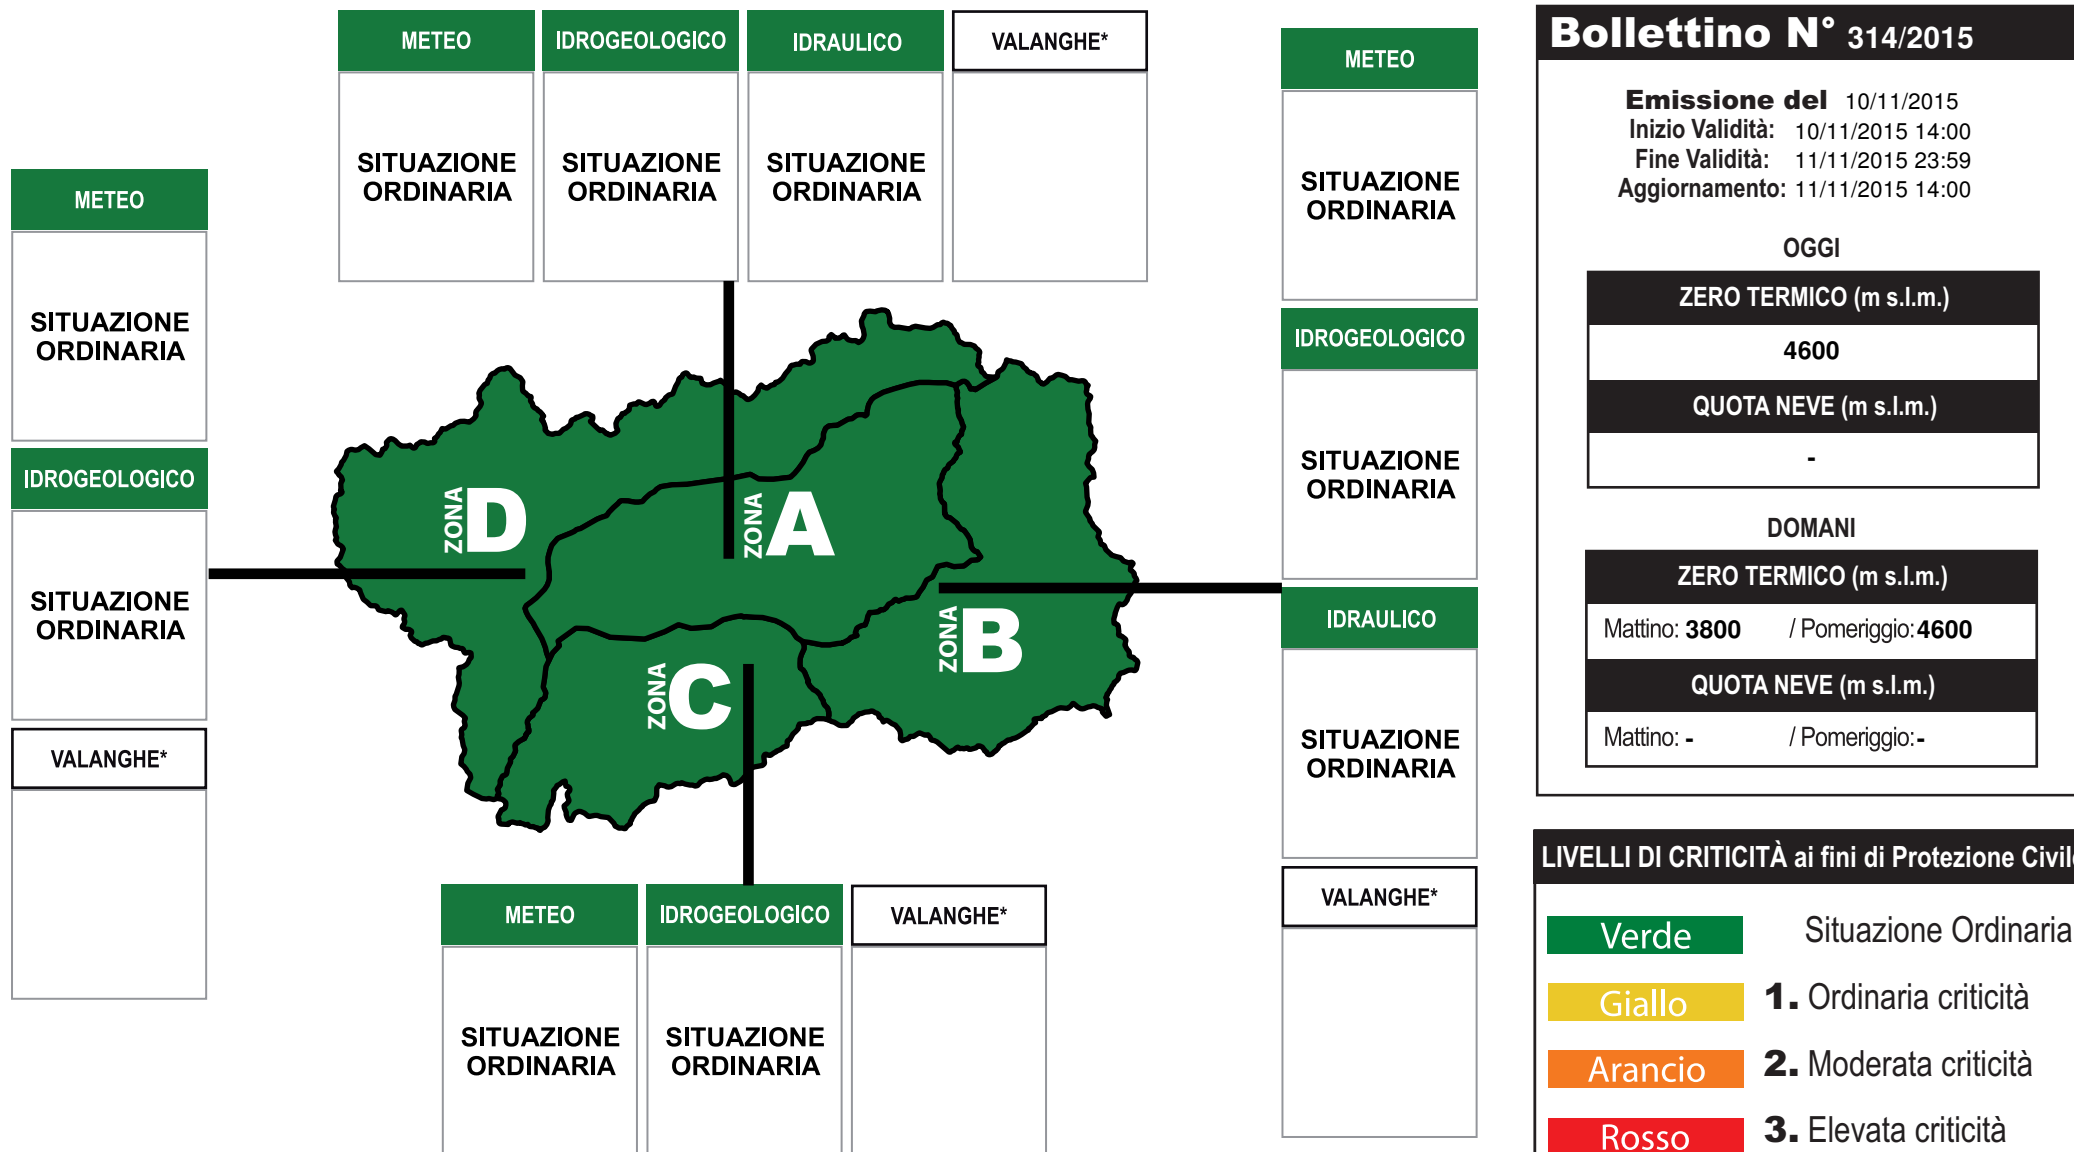 METEO
IDROGEOLOGICO
IDRAULICO
VALANGHE*
SITUAZIONE
ORDINARIA
SITUAZIONE
ORDINARIA
SITUAZIONE
ORDINARIA
METEO
SITUAZIONE
ORDINARIA
IDROGEOLOGICO
SITUAZIONE
ORDINARIA
VALANGHE*
ZONA D
ZONA A
ZONA B
ZONA C
METEO
SITUAZIONE
ORDINARIA
IDROGEOLOGICO
SITUAZIONE
ORDINARIA
IDRAULICO
SITUAZIONE
ORDINARIA
VALANGHE*
METEO
IDROGEOLOGICO
VALANGHE*
SITUAZIONE
ORDINARIA
SITUAZIONE
ORDINARIA
Bollettino N° 314/2015
Emissione del 10/11/2015
Inizio Validità: 10/11/2015 14:00
Fine Validità: 11/11/2015 23:59
Aggiornamento: 11/11/2015 14:00
OGGI
ZERO TERMICO (m s.l.m.)
4600
QUOTA NEVE (m s.l.m.)
-
DOMANI
ZERO TERMICO (m s.l.m.)
Mattino: 3800 / Pomeriggio: 4600
QUOTA NEVE (m s.l.m.)
Mattino: - / Pomeriggio: -
LIVELLI DI CRITICITÀ ai fini di Protezione Civile
Verde Situazione Ordinaria
Giallo 1. Ordinaria criticità
Arancio 2. Moderata criticità
Rosso 3. Elevata criticità